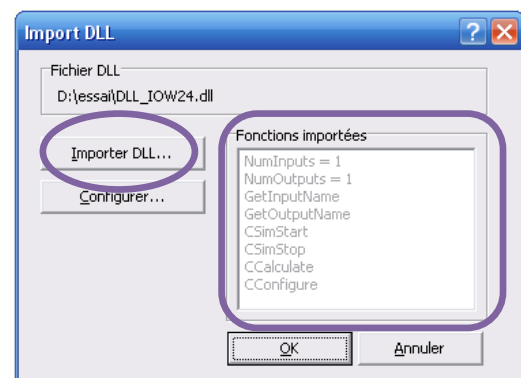 Import DLL
Fichier DLL
D:\essai\DLL_IOW24.dll
Importer DLL...
Configurer...
Fonctions importées
NumInputs = 1
NumOutputs = 1
GetInputName
GetOutputName
CSimStart
CSimStop
CCalculate
CConfigure
OK
Annuler